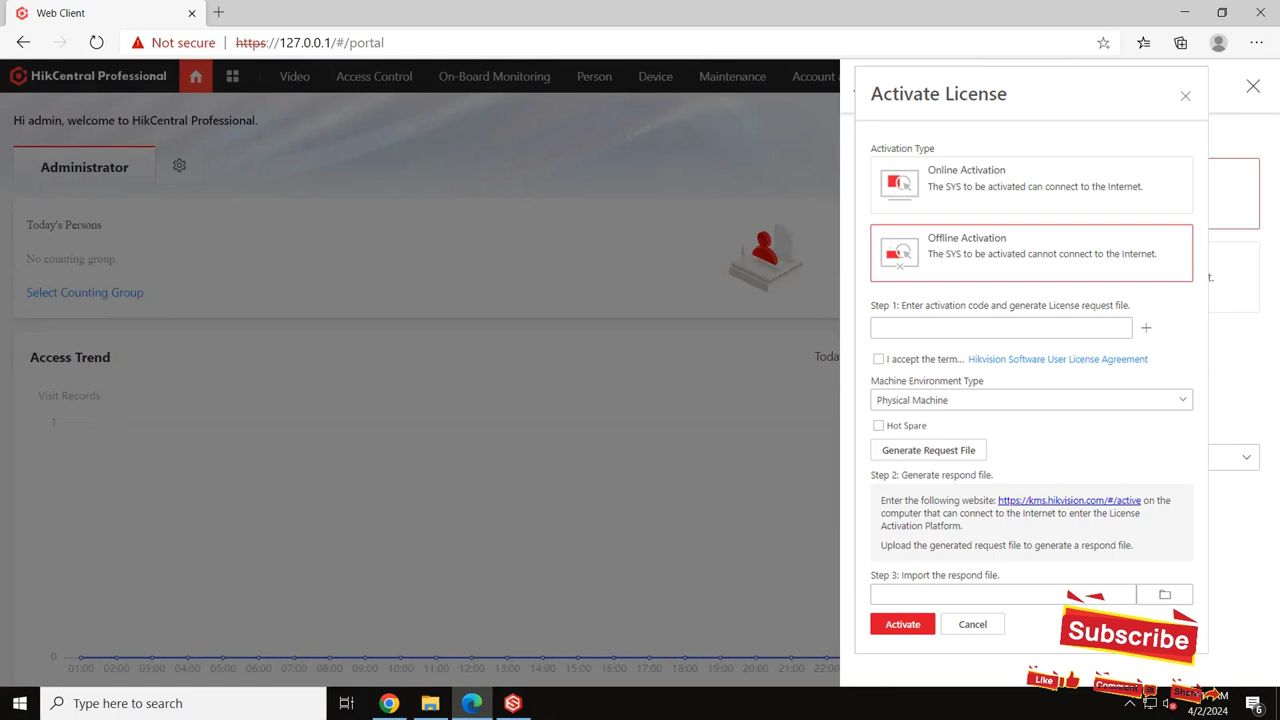 Web Client
Not secure
https://127.0.0.1/#/portal
HikCentral Professional
Video
Access Control
On-Board Monitoring
Person
Device
Maintenance
Account
Hi admin, welcome to HikCentral Professional.
Administrator
Today's Persons
No counting group.
Select Counting Group
Access Trend
Toda
Visit Records
1
0
01:00 02:00 03:00 04:00 05:00 06:00 07:00 08:00 09:00 10:00 11:00 12:00 13:00 14:00 15:00 16:00 17:00 18:00 19:00 20:00 21:00 22:00
Activate License
Activation Type
Online Activation
The SYS to be activated can connect to the Internet.
Offline Activation
The SYS to be activated cannot connect to the Internet.
t.
Step 1: Enter activation code and generate License request file.
I accept the term... Hikvision Software User License Agreement
Machine Environment Type
Physical Machine
Hot Spare
Generate Request File
Step 2: Generate respond file.
Enter the following website: https://kms.hikvision.com/#/active on the
computer that can connect to the Internet to enter the License
Activation Platform.
Upload the generated request file to generate a respond file.
Step 3: Import the respond file.
Activate
Cancel
Subscribe
Like
Comment
Type here to search
4/2/2024
6